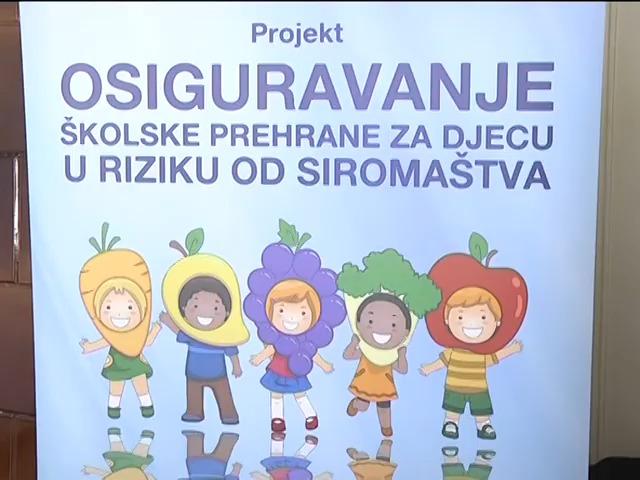 Projekt
OSIGURAVANJE
ŠKOLSKE PREHRANE ZA DJECU
U RIZIKU OD SIROMAŠTVA